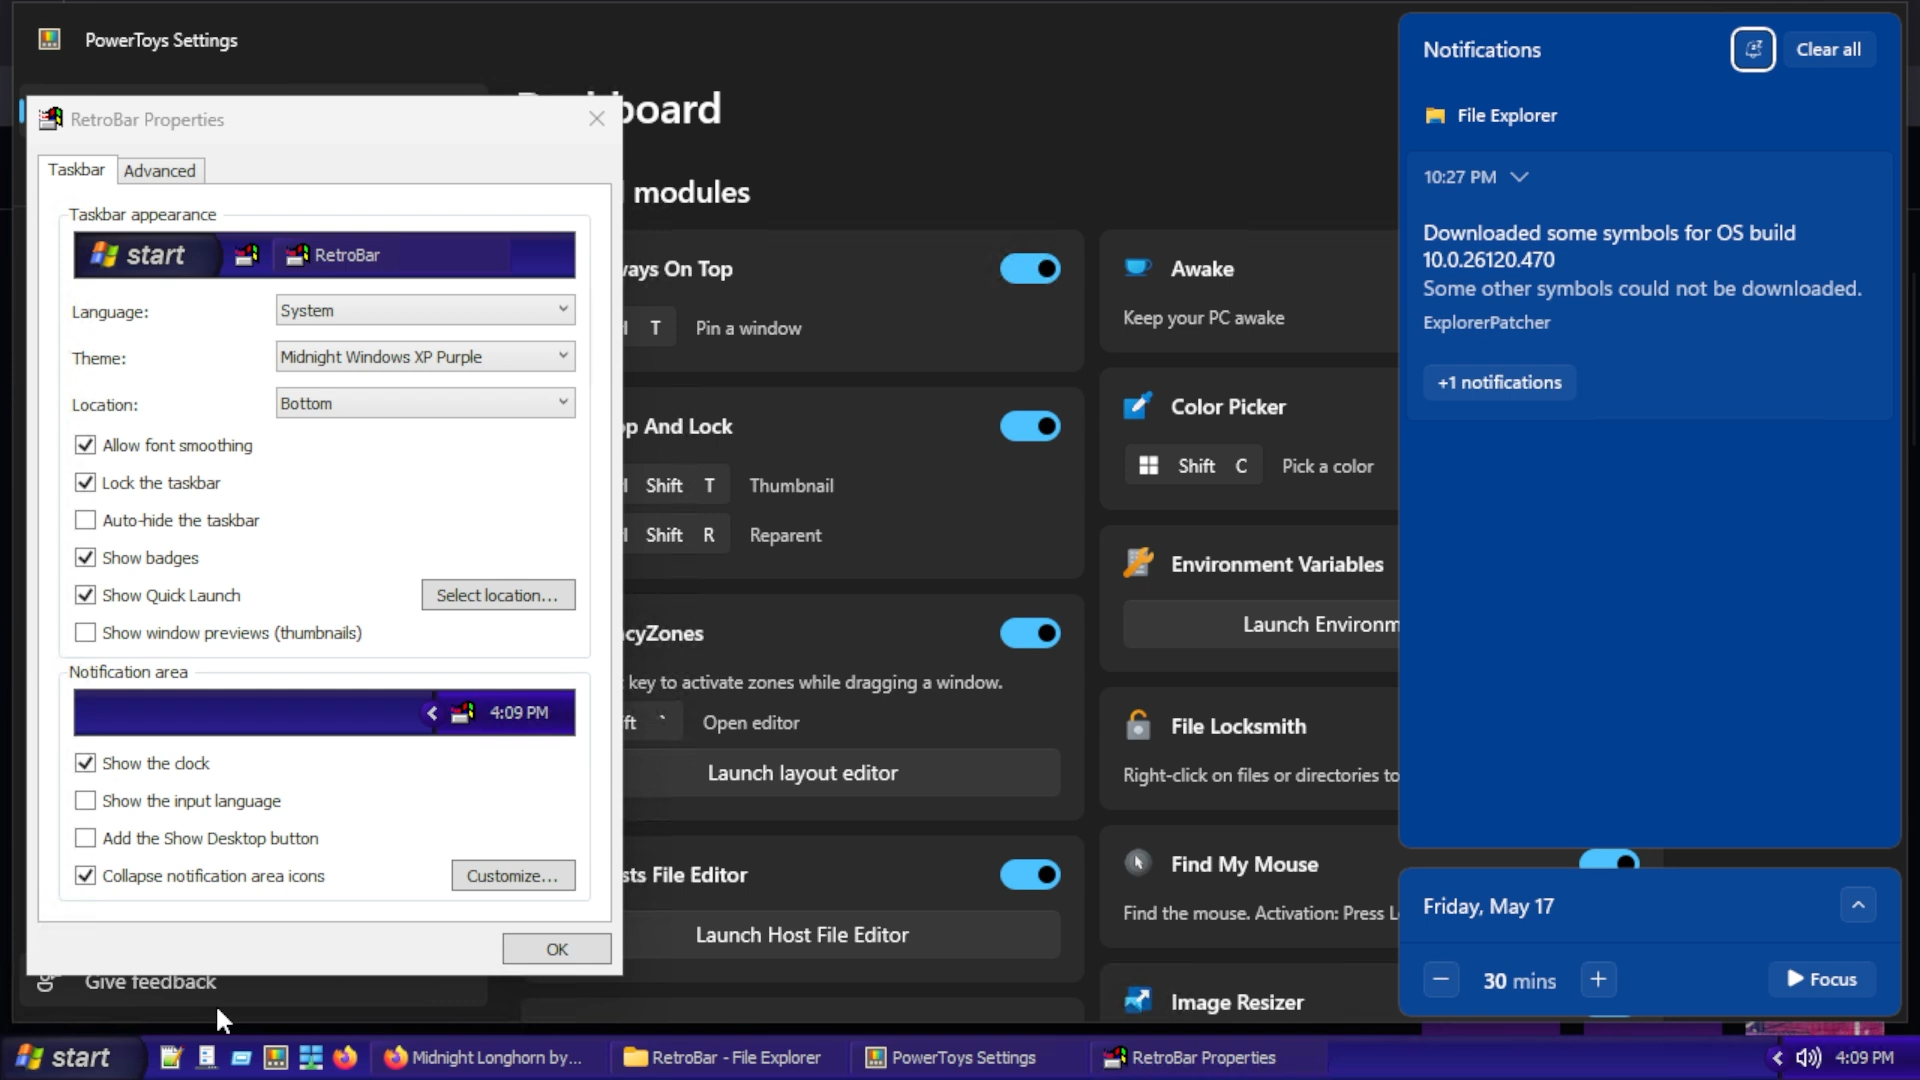 PowerToys Settings
RetroBar Properties
Taskbar
Advanced
Taskbar appearance
start
RetroBar
Language:
System
Theme:
Midnight Windows XP Purple
Location:
Bottom
Allow font smoothing
Lock the taskbar
Auto-hide the taskbar
Show badges
Show Quick Launch
Select location...
Show window previews (thumbnails)
Notification area
4:09 PM
Show the clock
Show the input language
Add the Show Desktop button
Collapse notification area icons
Customize...
OK
Give feedback
board
modules
ays On Top
T
Pin a window
p And Lock
Shift T
Thumbnail
Shift R
Reparent
cyZones
key to activate zones while dragging a window.
ft `
Open editor
Launch layout editor
sts File Editor
Launch Host File Editor
Awake
Keep your PC awake
Color Picker
Shift C
Pick a color
Environment Variables
Launch Environm
File Locksmith
Right-click on files or directories to
Find My Mouse
Find the mouse. Activation: Press L
Image Resizer
Notifications
Clear all
File Explorer
10:27 PM
Downloaded some symbols for OS build
10.0.26120.470
Some other symbols could not be downloaded.
ExplorerPatcher
+1 notifications
Friday, May 17
30 mins
Focus
start
Midnight Longhorn by...
RetroBar - File Explorer
PowerToys Settings
RetroBar Properties
4:09 PM